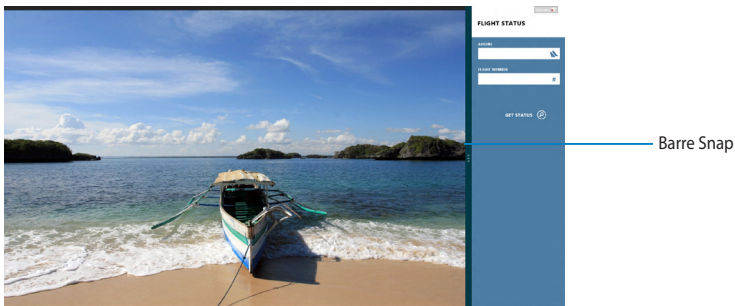 FLIGHT STATUS
AIRLINE
FLIGHT NUMBER
#
GET STATUS
Barre Snap